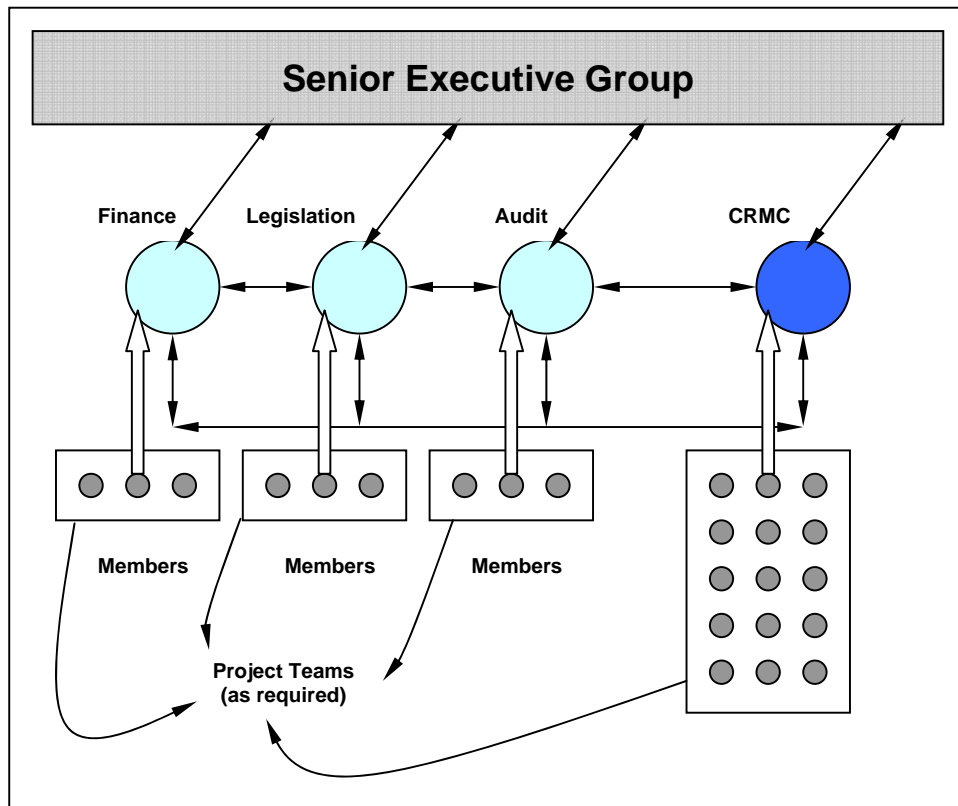 Senior Executive Group
Finance
Legislation
Audit
CRMC
Members
Members
Members
Project Teams
(as required)